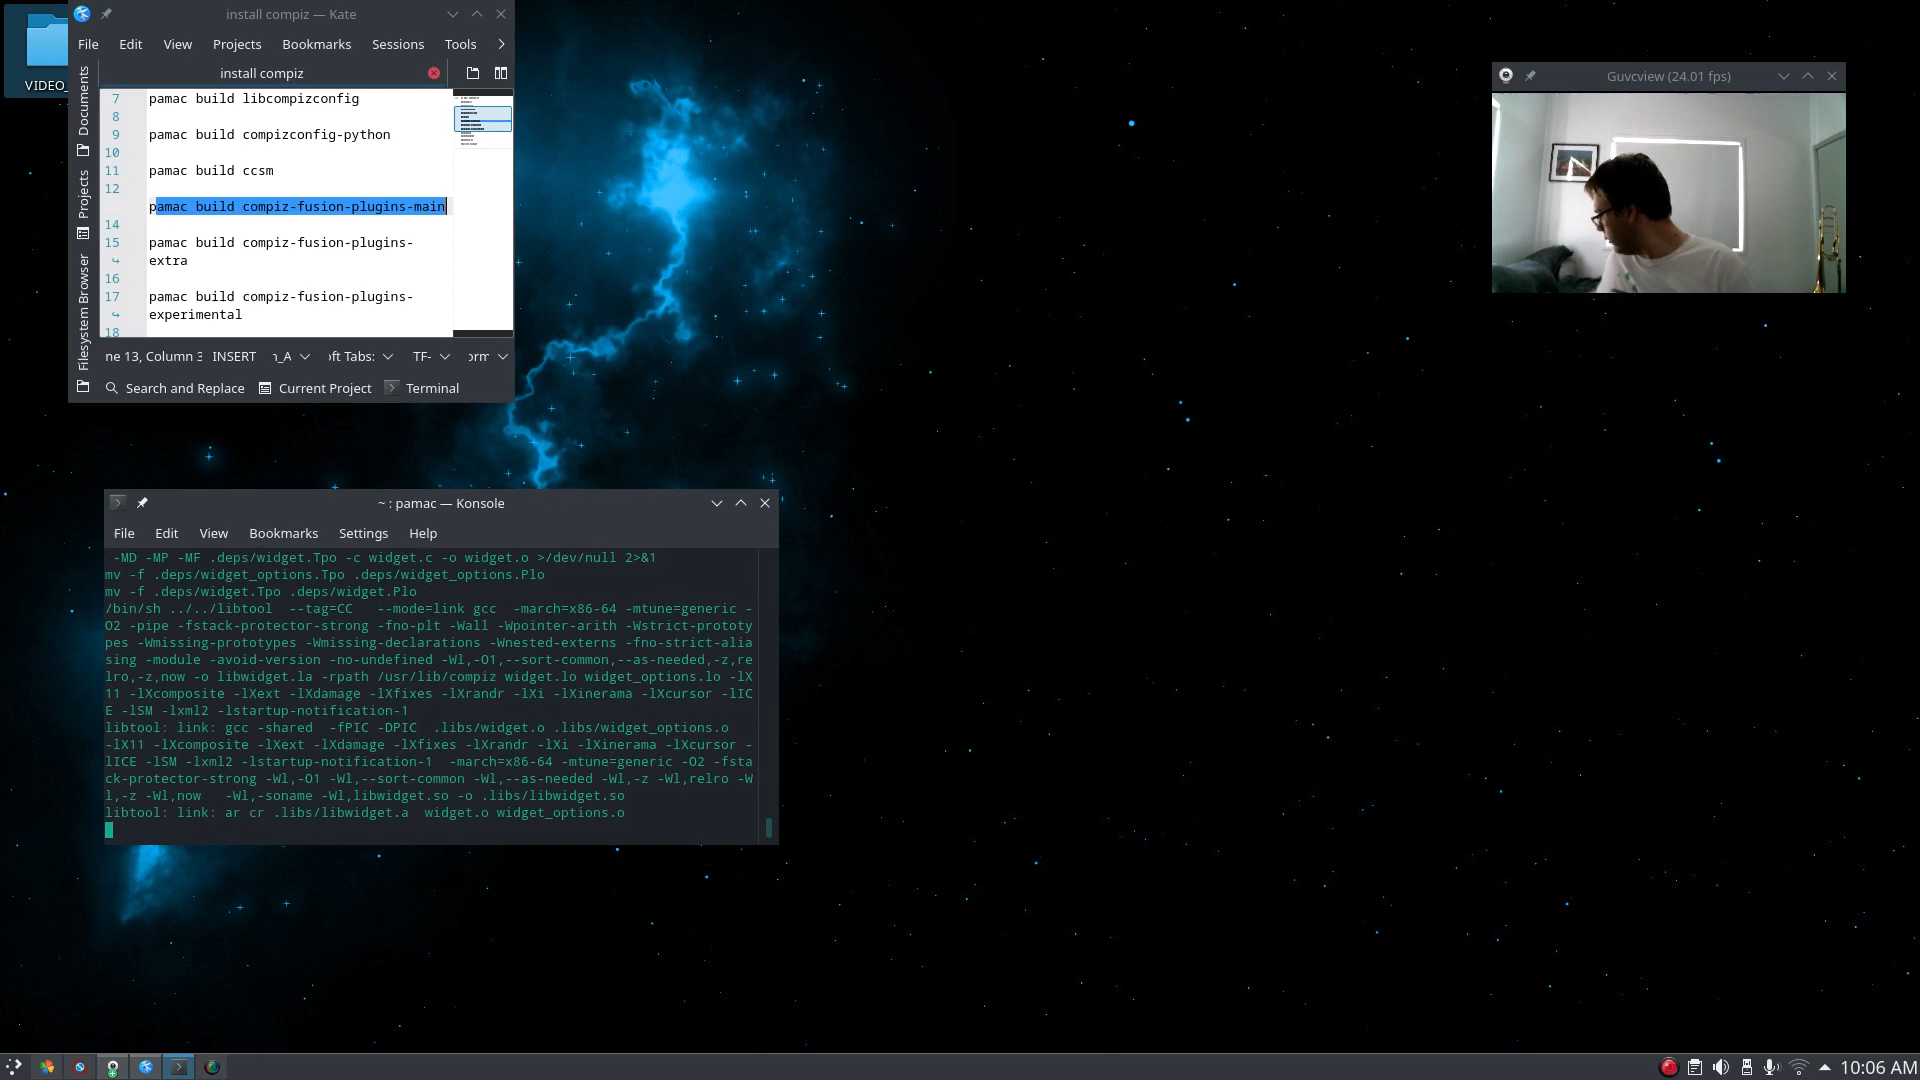 VIDEO_
install compiz — Kate
File Edit View Projects Bookmarks Sessions Tools
install compiz
Documents
Projects
Filesystem Browser
7 pamac build libcompizconfig
8
9 pamac build compizconfig-python
10
11 pamac build ccsm
12
pamac build compiz-fusion-plugins-main
14
15 pamac build compiz-fusion-plugins-
extra
16
17 pamac build compiz-fusion-plugins-
experimental
18
ne 13, Column 3 INSERT n_A oft Tabs: TF- orm
Search and Replace Current Project Terminal
Guvcview (24.01 fps)
~ : pamac — Konsole
File Edit View Bookmarks Settings Help
-MD -MP -MF .deps/widget.Tpo -c widget.c -o widget.o >/dev/null 2>&1
mv -f .deps/widget_options.Tpo .deps/widget_options.Plo
mv -f .deps/widget.Tpo .deps/widget.Plo
/bin/sh ../../libtool  --tag=CC   --mode=link gcc  -march=x86-64 -mtune=generic -
O2 -pipe -fstack-protector-strong -fno-plt -Wall -Wpointer-arith -Wstrict-prototy
pes -Wmissing-prototypes -Wmissing-declarations -Wnested-externs -fno-strict-alia
sing -module -avoid-version -no-undefined -Wl,-O1,--sort-common,--as-needed,-z,re
lro,-z,now -o libwidget.la -rpath /usr/lib/compiz widget.lo widget_options.lo -lX
11 -lXcomposite -lXext -lXdamage -lXfixes -lXrandr -lXi -lXinerama -lXcursor -lIC
E -lSM -lxml2 -lstartup-notification-1
libtool: link: gcc -shared  -fPIC -DPIC  .libs/widget.o .libs/widget_options.o
-lX11 -lXcomposite -lXext -lXdamage -lXfixes -lXrandr -lXi -lXinerama -lXcursor -
lICE -lSM -lxml2 -lstartup-notification-1  -march=x86-64 -mtune=generic -O2 -fsta
ck-protector-strong -Wl,-O1 -Wl,--sort-common -Wl,--as-needed -Wl,-z -Wl,relro -W
l,-z -Wl,now   -Wl,-soname -Wl,libwidget.so -o .libs/libwidget.so
libtool: link: ar cr .libs/libwidget.a  widget.o widget_options.o
10:06 AM